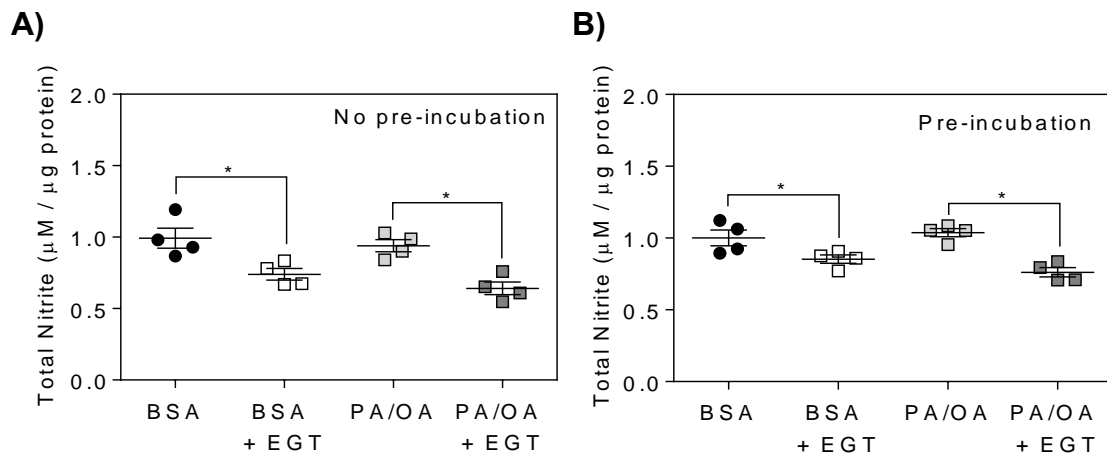 A)
Total Nitrite (μM / μg protein)
2.0
1.5
1.0
0.5
0.0
No pre-incubation
*
*
BSA
BSA
+ EGT
PA/OA
PA/OA
+ EGT
B)
Total Nitrite (μM / μg protein)
2.0
1.5
1.0
0.5
0.0
Pre-incubation
*
*
BSA
BSA
+ EGT
PA/OA
PA/OA
+ EGT